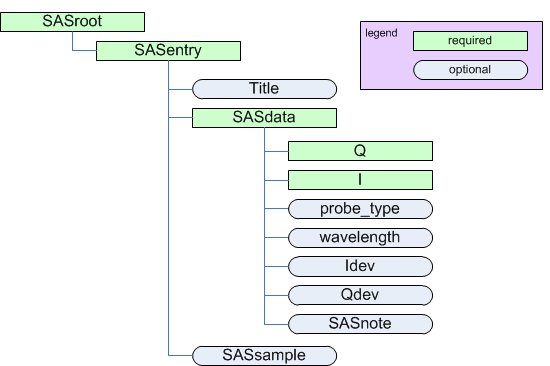 SASroot
SASentry
legend
required
optional
Title
SASdata
Q
I
probe_type
wavelength
Idev
Qdev
SASnote
SASsample